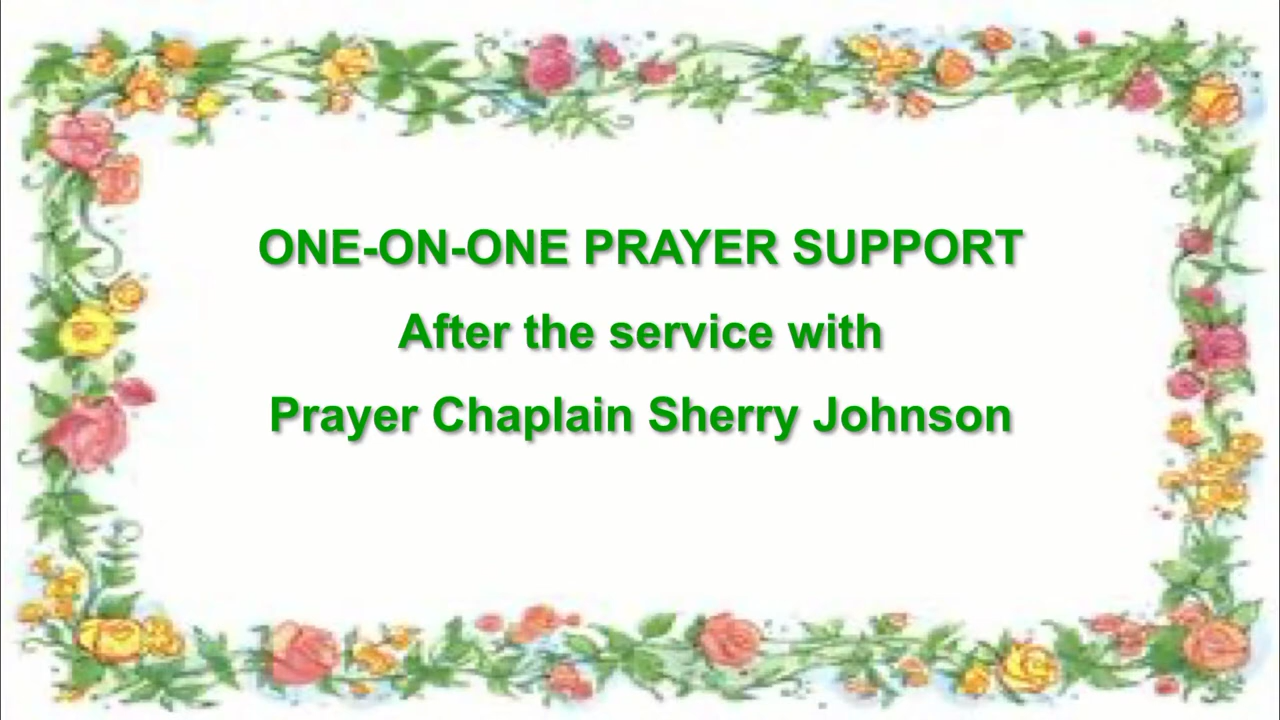 ONE-ON-ONE PRAYER SUPPORT
After the service with
Prayer Chaplain Sherry Johnson